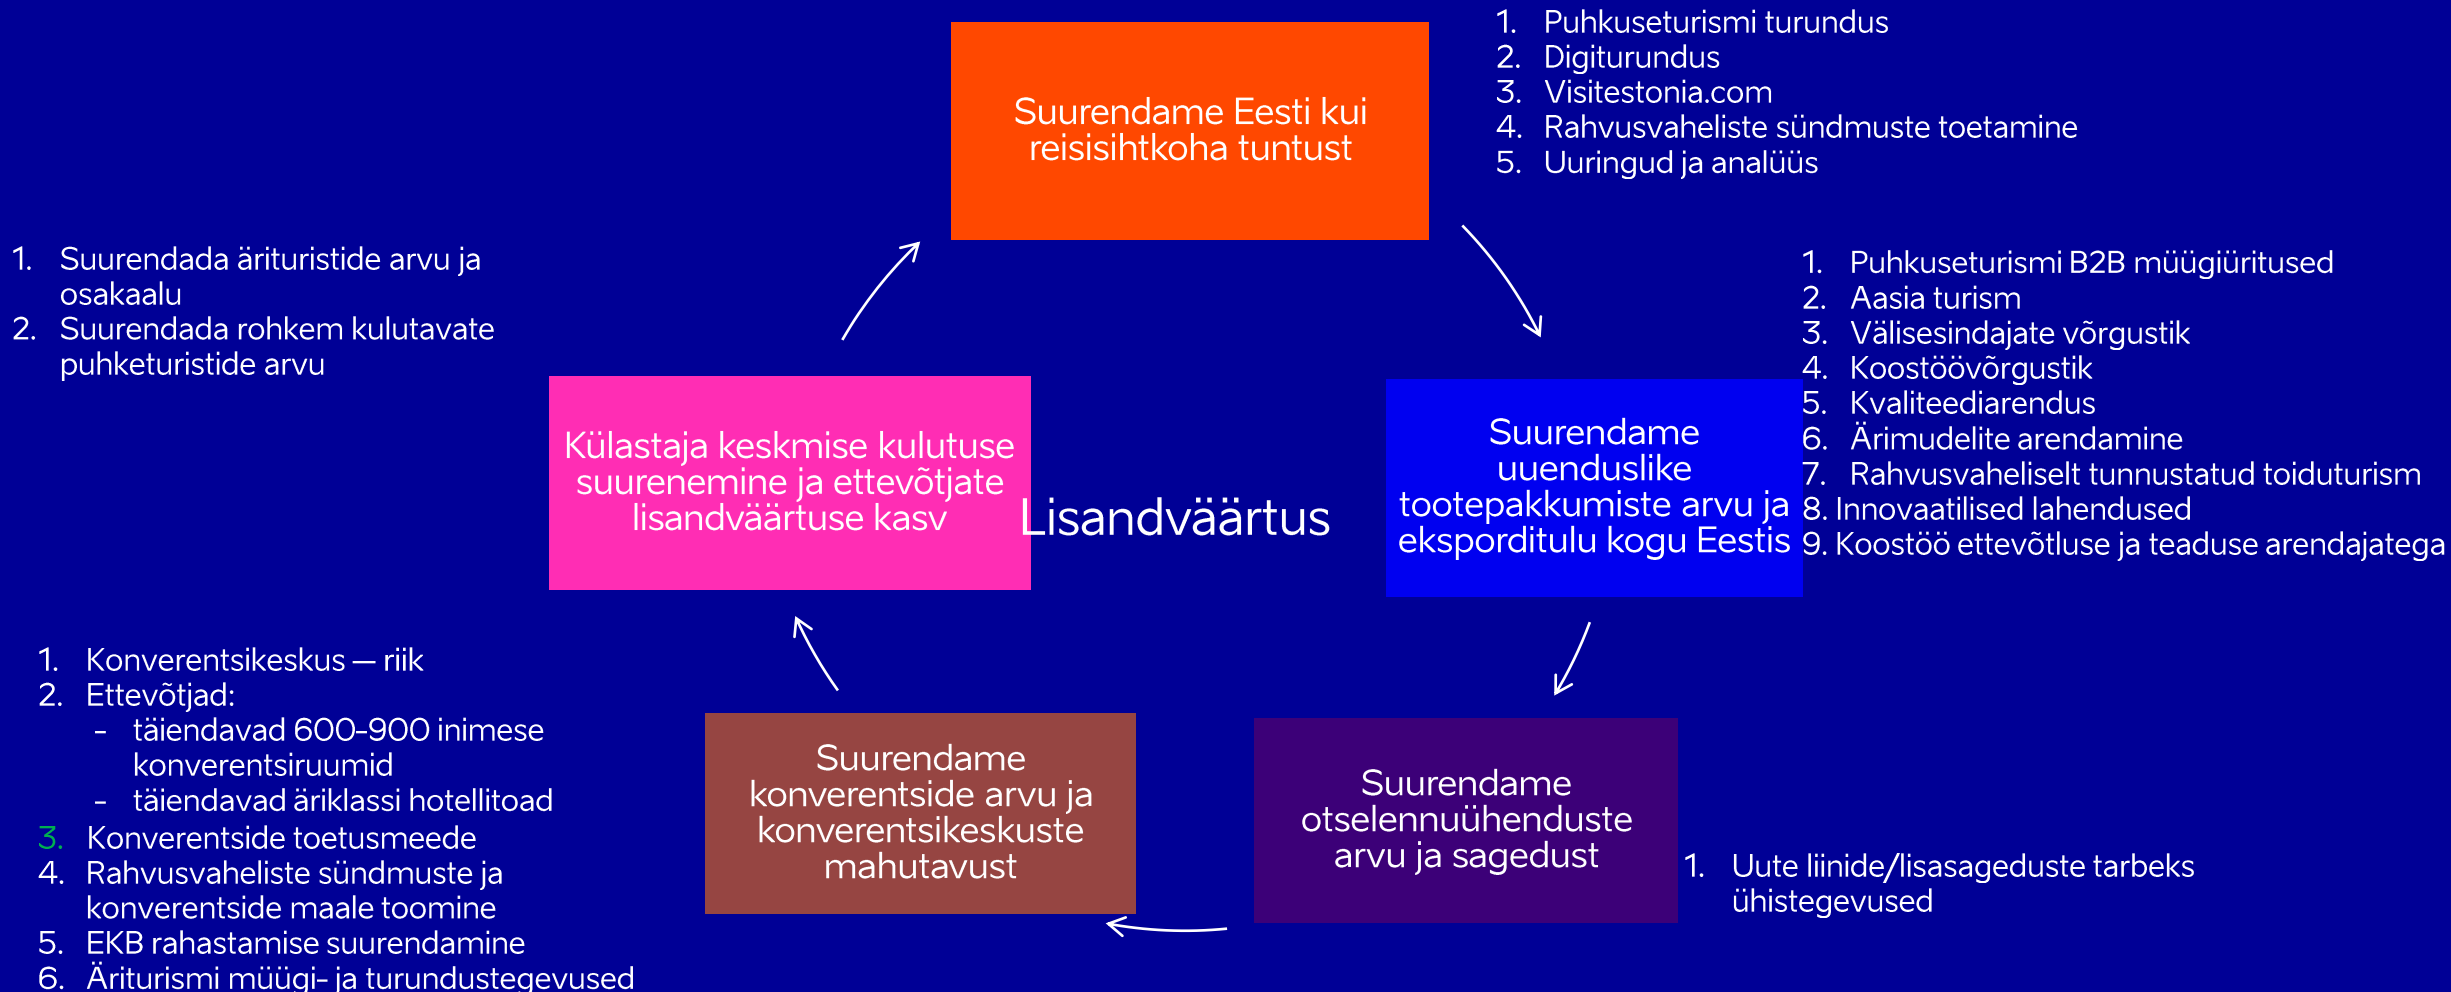 Suurendame Eesti kui
reisisihtkoha tuntust
1. Puhkuseturismi turundus
2. Digiturundus
3. Visitestonia.com
4. Rahvusvaheliste sündmuste toetamine
5. Uuringud ja analüüs
1. Suurendada ärituristide arvu ja
osakaalu
2. Suurendada rohkem kulutavate
puhketuristide arvu
Külastaja keskmise kulutuse
suurenemine ja ettevõtjate
lisandväärtuse kasv
Lisandväärtus
Suurendame
uuenduslike
tootepakkumiste arvu ja
eksporditulu kogu Eestis
1. Puhkuseturismi B2B müügiüritused
2. Aasia turism
3. Välisesindajate võrgustik
4. Koostöövõrgustik
5. Kvaliteediarendus
6. Ärimudelite arendamine
7. Rahvusvaheliselt tunnustatud toiduturism
8. Innovaatilised lahendused
9. Koostöö ettevõtluse ja teaduse arendajatega
1. Konverentsikeskus – riik
2. Ettevõtjad:
- täiendavad 600-900 inimese
konverentsiruumid
- täiendavad äriklassi hotellitoad
3. Konverentside toetusmeede
4. Rahvusvaheliste sündmuste ja
konverentside maale toomine
5. EKB rahastamise suurendamine
6. Äriturismi müügi- ja turundustegevused
Suurendame
konverentside arvu ja
konverentsikeskuste
mahutavust
Suurendame
otselennuühenduste
arvu ja sagedust
1. Uute liinide/lisasageduste tarbeks
ühistegevused